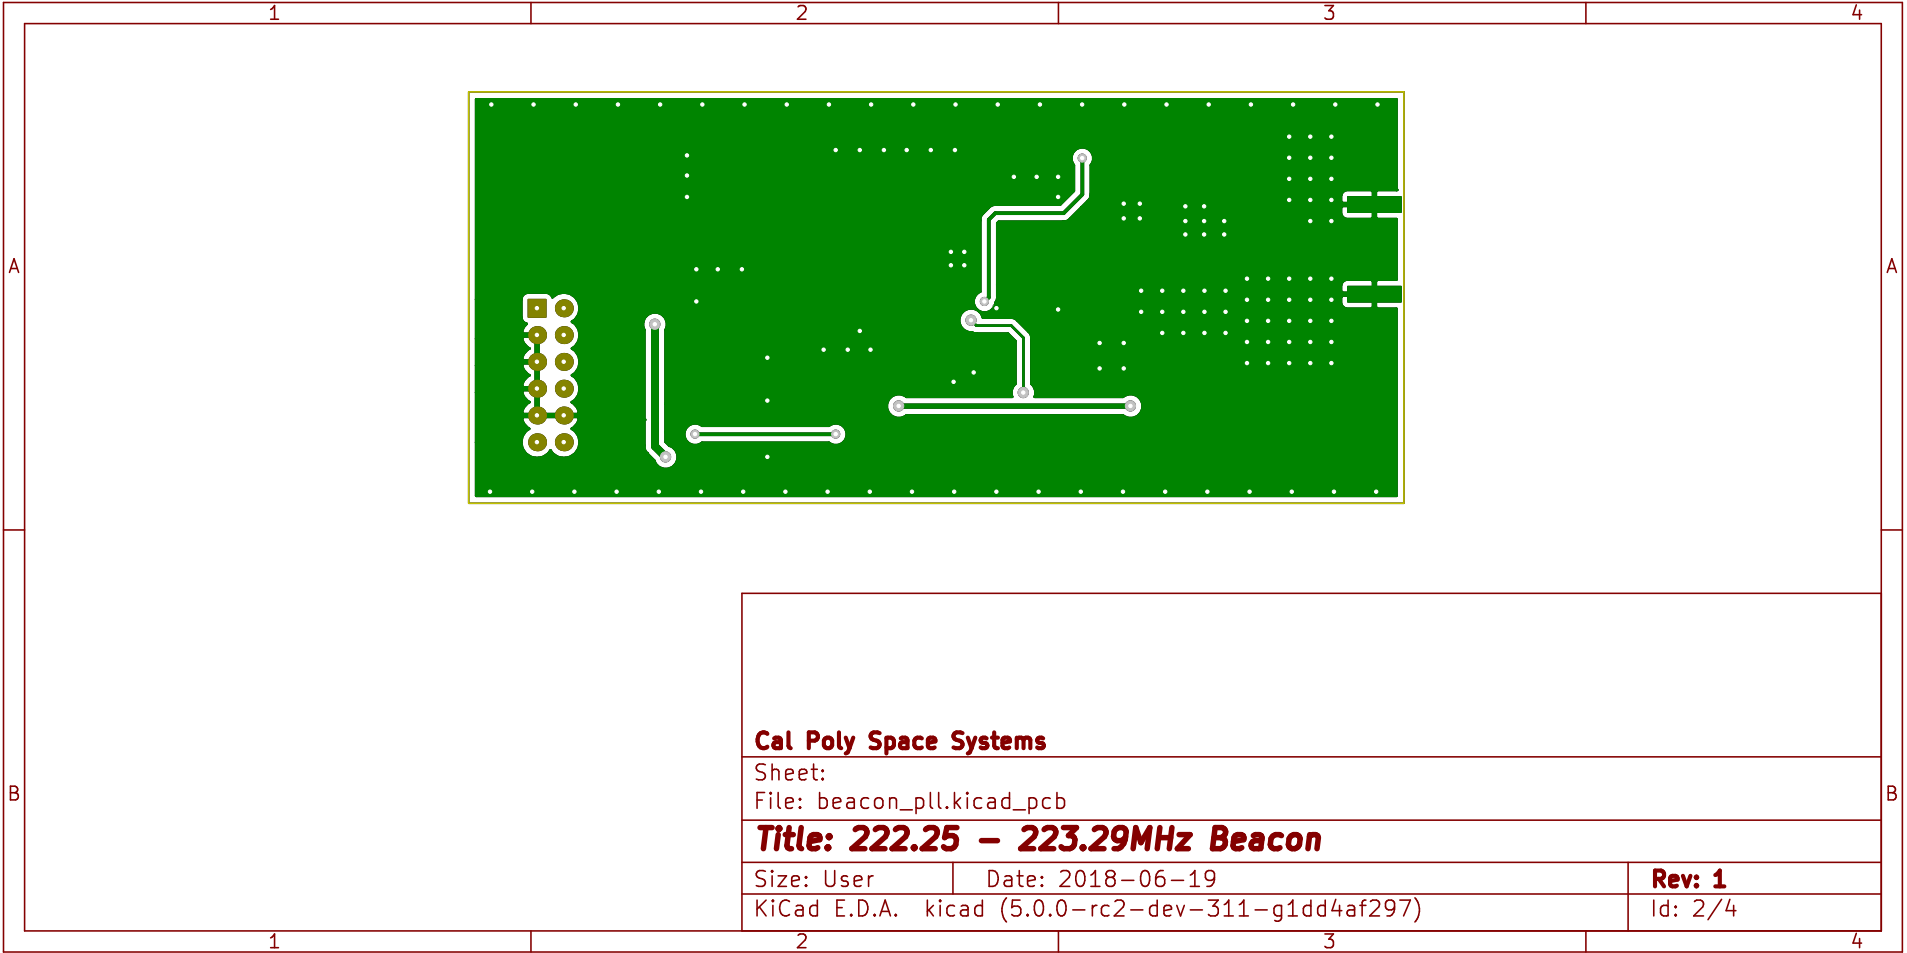 1 2 3 4
A A
B B
Cal Poly Space Systems
Sheet:
File: beacon_pll.kicad_pcb
Title: 222.25 – 223.29MHz Beacon
Size: User Date: 2018-06-19 Rev: 1
KiCad E.D.A. kicad (5.0.0-rc2-dev-311-g1dd4af297) Id: 2/4
1 2 3 4